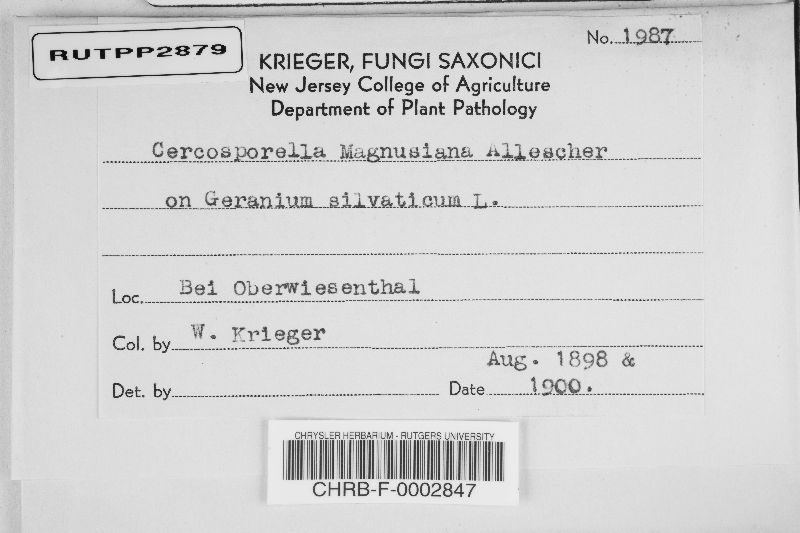 RUTPP2879
No. 1987
KRIEGER, FUNGI SAXONICI
New Jersey College of Agriculture
Department of Plant Pathology
Cercosporella Magnusiana Allescher
on Geranium silvaticum L.
Loc. Bei Oberwiesenthal
Col. by W. Krieger
Aug. 1898 &
Det. by Date 1900.
CHRYSLER HERBARIUM - RUTGERS UNIVERSITY
CHRB-F-0002847